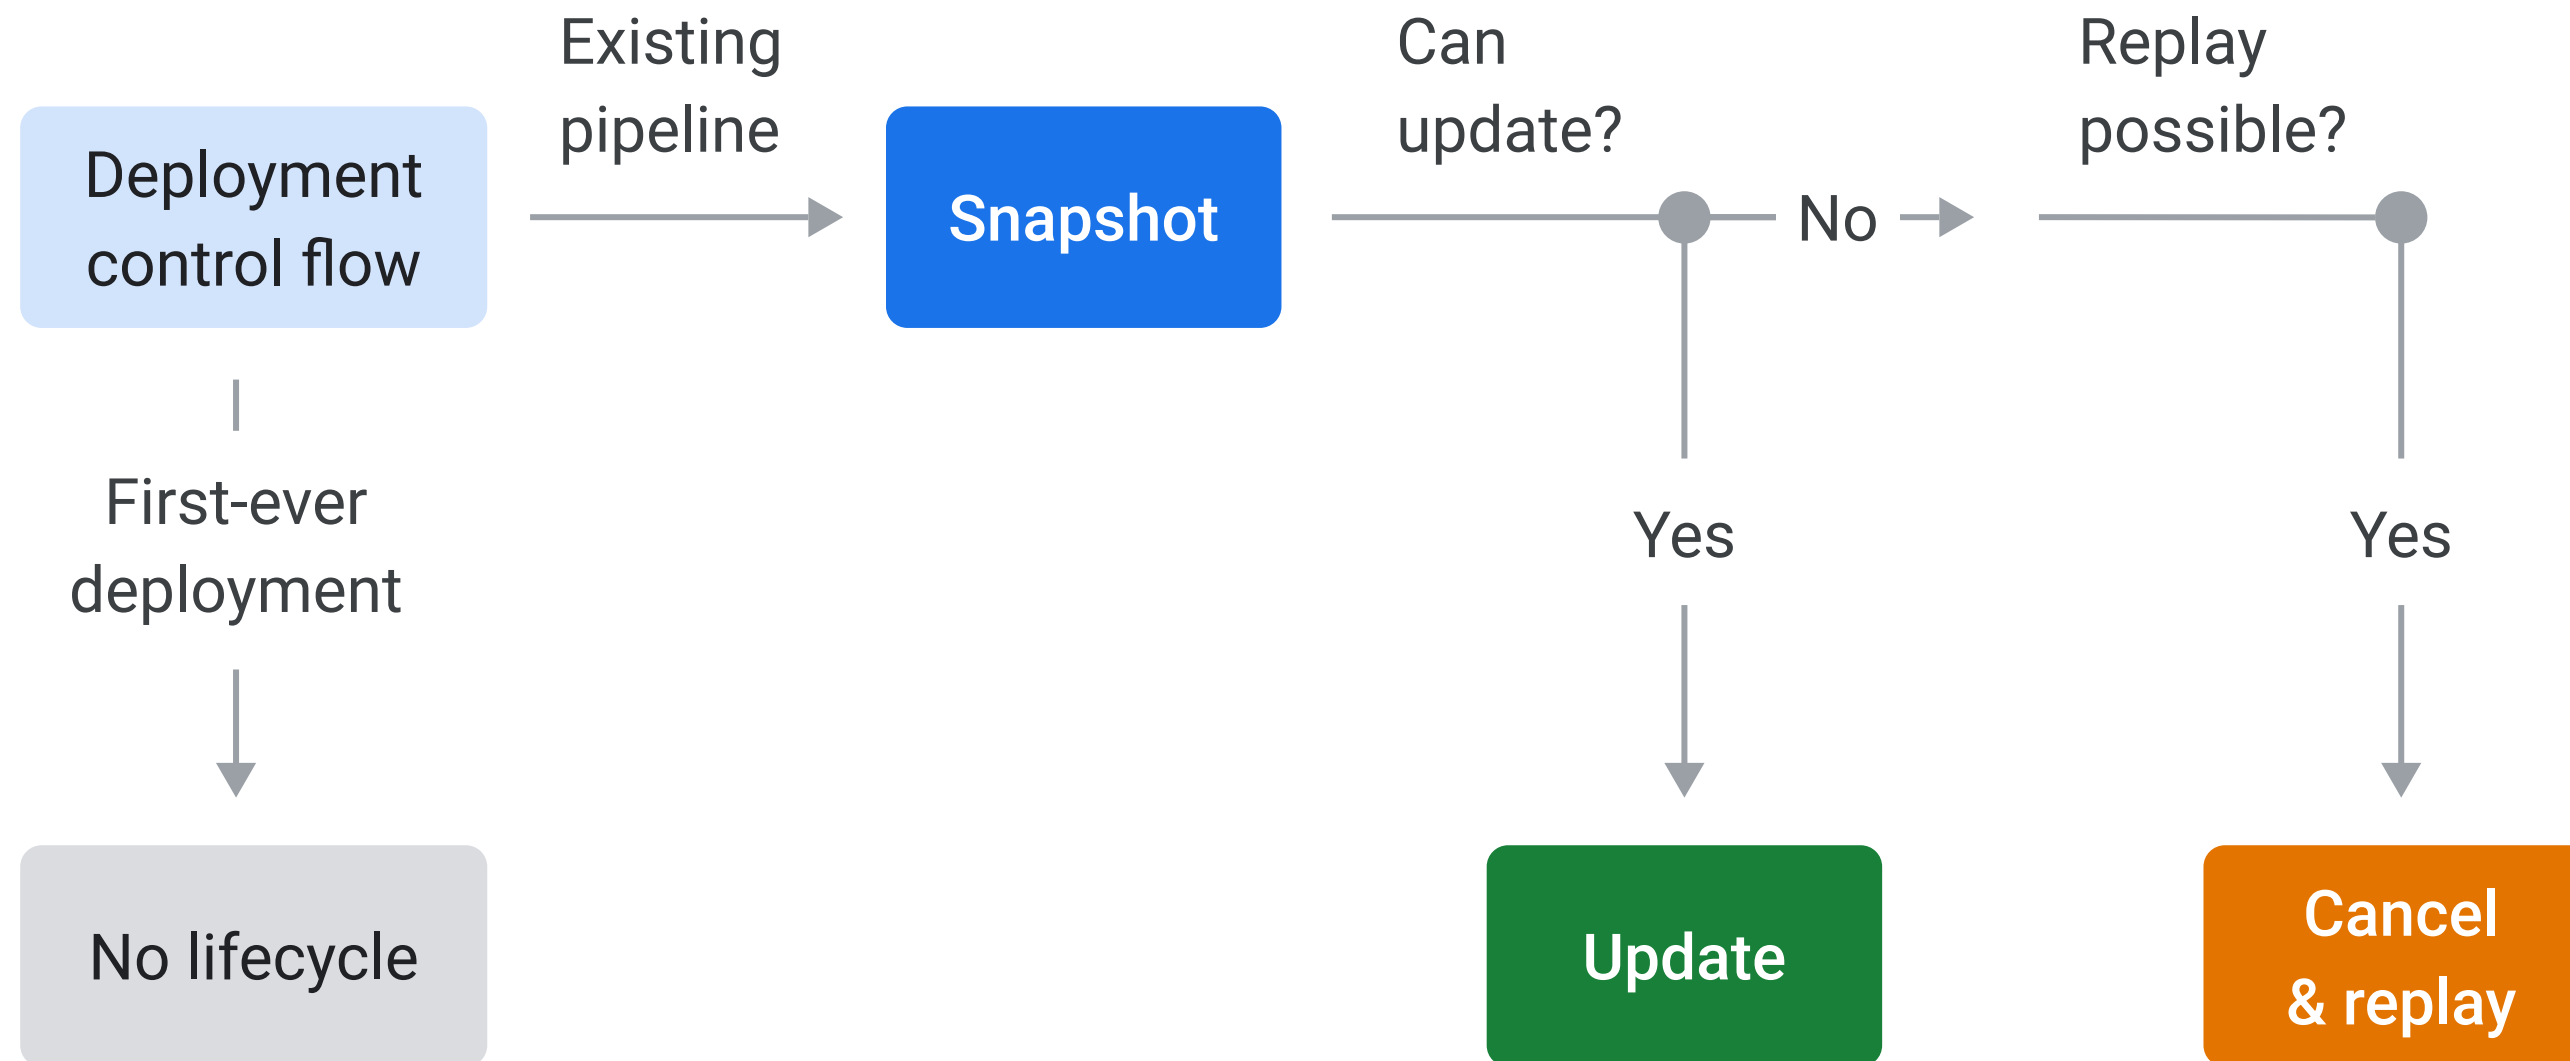 Deployment
control flow
Existing
pipeline
Snapshot
Can
update?
No
Replay
possible?
First-ever
deployment
Yes
Yes
No lifecycle
Update
Cancel
& replay